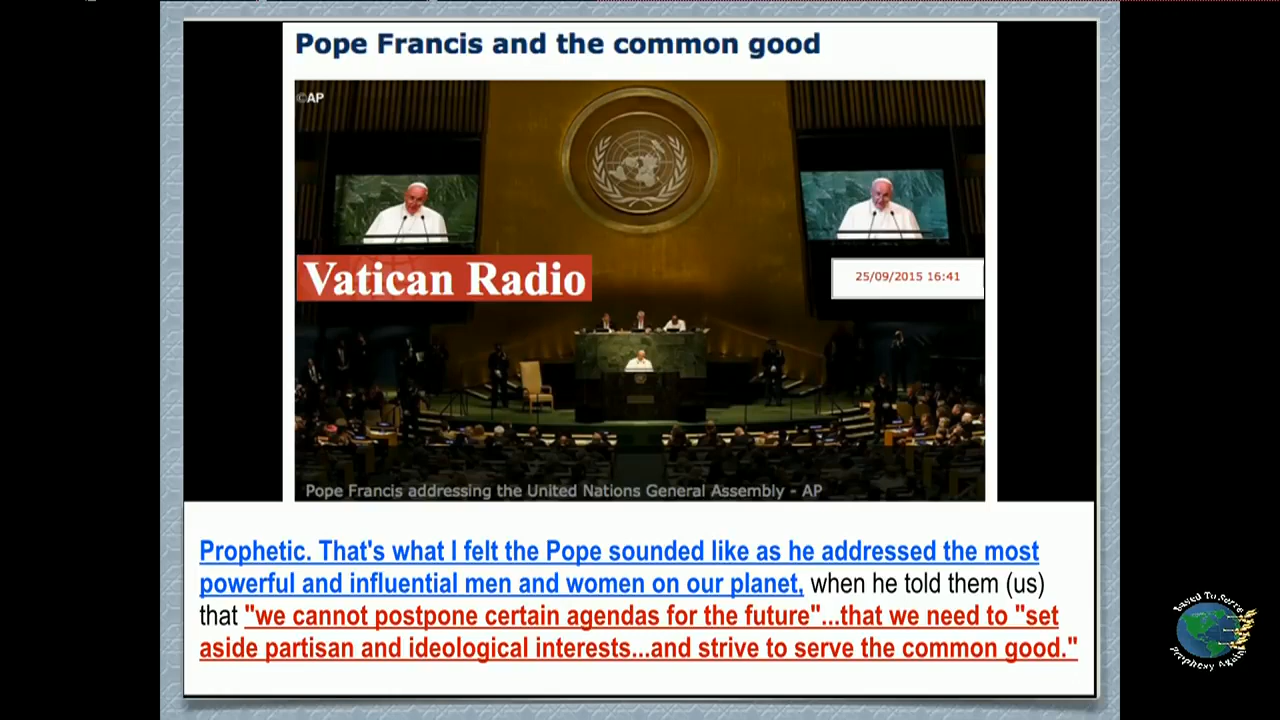 Pope Francis and the common good
©AP
Vatican Radio
25/09/2015 16:41
Pope Francis addressing the United Nations General Assembly - AP
Prophetic. That's what I felt the Pope sounded like as he addressed the most
powerful and influential men and women on our planet, when he told them (us)
that "we cannot postpone certain agendas for the future"...that we need to "set
aside partisan and ideological interests...and strive to serve the common good."
To Serve
Prophesy Again